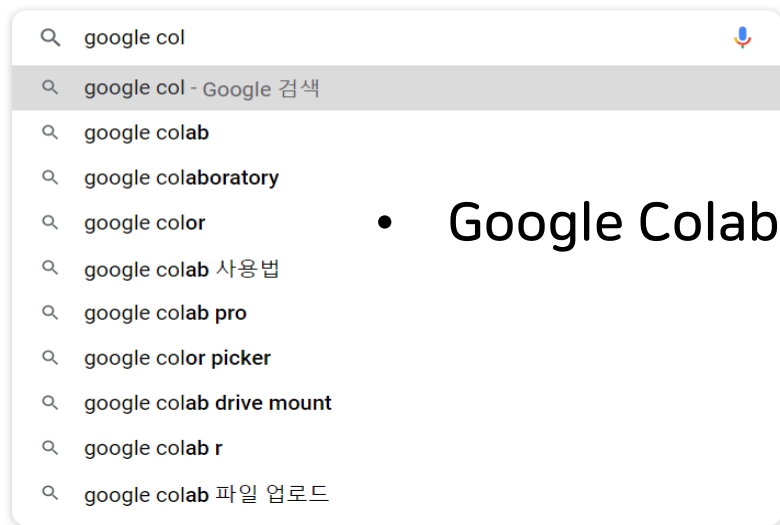 google col
google col - Google 검색
google colab
google colaboratory
google color
• Google Colab
google colab 사용법
google colab pro
google color picker
google colab drive mount
google colab r
google colab 파일 업로드